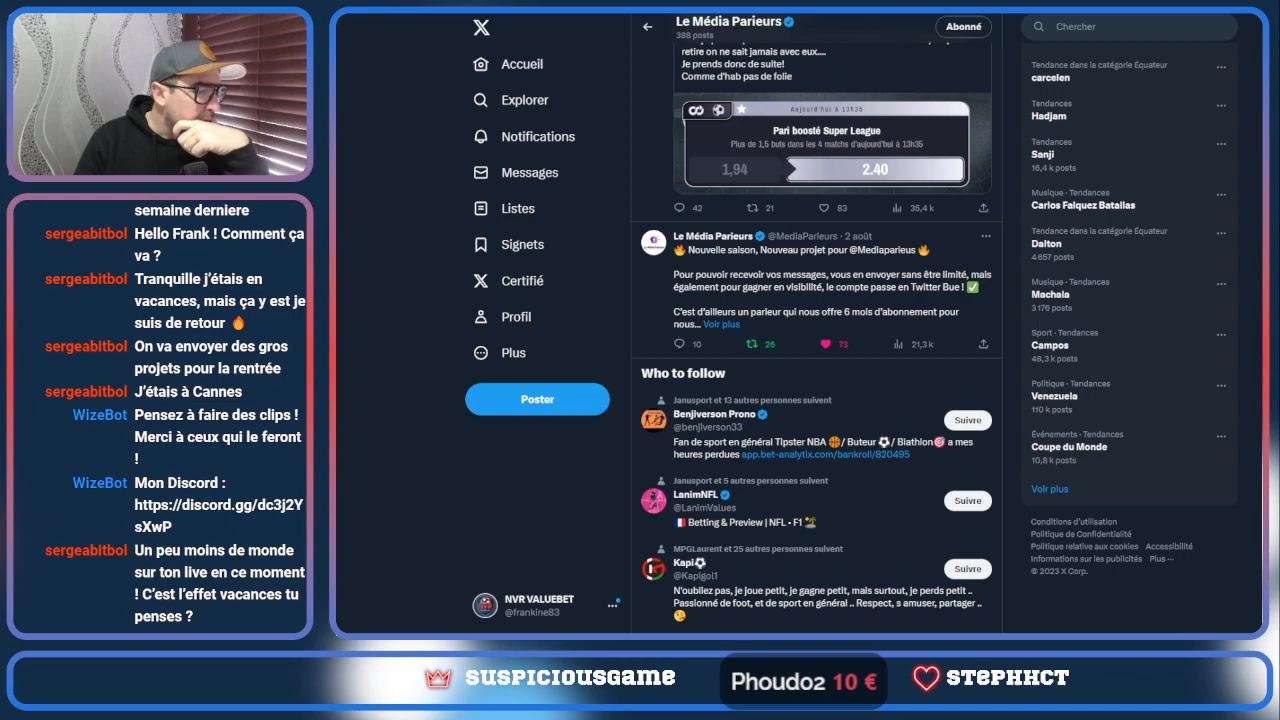 semaine derniere
sergeabitbol Hello Frank ! Comment ça
va ?
sergeabitbol Tranquille j’étais en
vacances, mais ça y est je
suis de retour 🔥
sergeabitbol On va envoyer des gros
projets pour la rentrée
sergeabitbol J’étais à Cannes
WizeBot Pensez à faire des clips !
Merci à ceux qui le feront
!
WizeBot Mon Discord :
https://discord.gg/dc3j2Y
sXwP
sergeabitbol Un peu moins de monde
sur ton live en ce moment
! C’est l’effet vacances tu
penses ?
Accueil
Explorer
Notifications
Messages
Listes
Signets
Certifié
Profil
Plus
Poster
NVR VALUEBET
@frankine83
Le Média Parieurs
388 posts
Abonné
retire on ne sait jamais avec eux....
Je prends donc de suite!
Comme d'hab pas de folie
Aujourd'hui à 13h35
Pari boosté Super League
Plus de 1,5 buts dans les 4 matchs d'aujourd'hui à 13h35
1,94 2.40
42 21 83 35,4 k
Le Média Parieurs @MediaParieurs · 2 août
🔥 Nouvelle saison, Nouveau projet pour @Mediaparieus 🔥
Pour pouvoir recevoir vos messages, vous en envoyer sans être limité, mais
également pour gagner en visibilité, le compte passe en Twitter Bue ! ✅
C’est d’ailleurs un parieur qui nous offre 6 mois d’abonnement pour
nous... Voir plus
10 26 73 21,3 k
Who to follow
Janusport et 13 autres personnes suivent
Benjiverson Prono
@benjiverson33
Suivre
Fan de sport en général Tipster NBA 🏀/ Buteur ⚽/ Biathlon🎯 a mes
heures perdues app.bet-analytix.com/bankroll/820495
Janusport et 5 autres personnes suivent
LanimNFL
@LanimValues
Suivre
🇫🇷 Betting & Preview | NFL • F1 🏝️
MPGLaurent et 25 autres personnes suivent
Kapi⚽
@Kapigol1
Suivre
N'oubliez pas, je joue petit, je gagne petit, mais surtout, je perds petit ..
Passionné de foot, et de sport en général .. Respect, s amuser, partager ..
😘
Chercher
Tendance dans la catégorie Équateur
carcelen
Tendances
Hadjam
Tendances
Sanji
16,4 k posts
Musique · Tendances
Carlos Falquez Batallas
Tendance dans la catégorie Équateur
Dalton
4 657 posts
Musique · Tendances
Machala
3 176 posts
Sport · Tendances
Campos
48,3 k posts
Politique · Tendances
Venezuela
110 k posts
Événements · Tendances
Coupe du Monde
10,8 k posts
Voir plus
Conditions d’utilisation
Politique de Confidentialité
Politique relative aux cookies Accessibilité
Informations sur les publicités Plus ···
© 2023 X Corp.
suspiciousgame
Phoudo2 10 €
stephhct